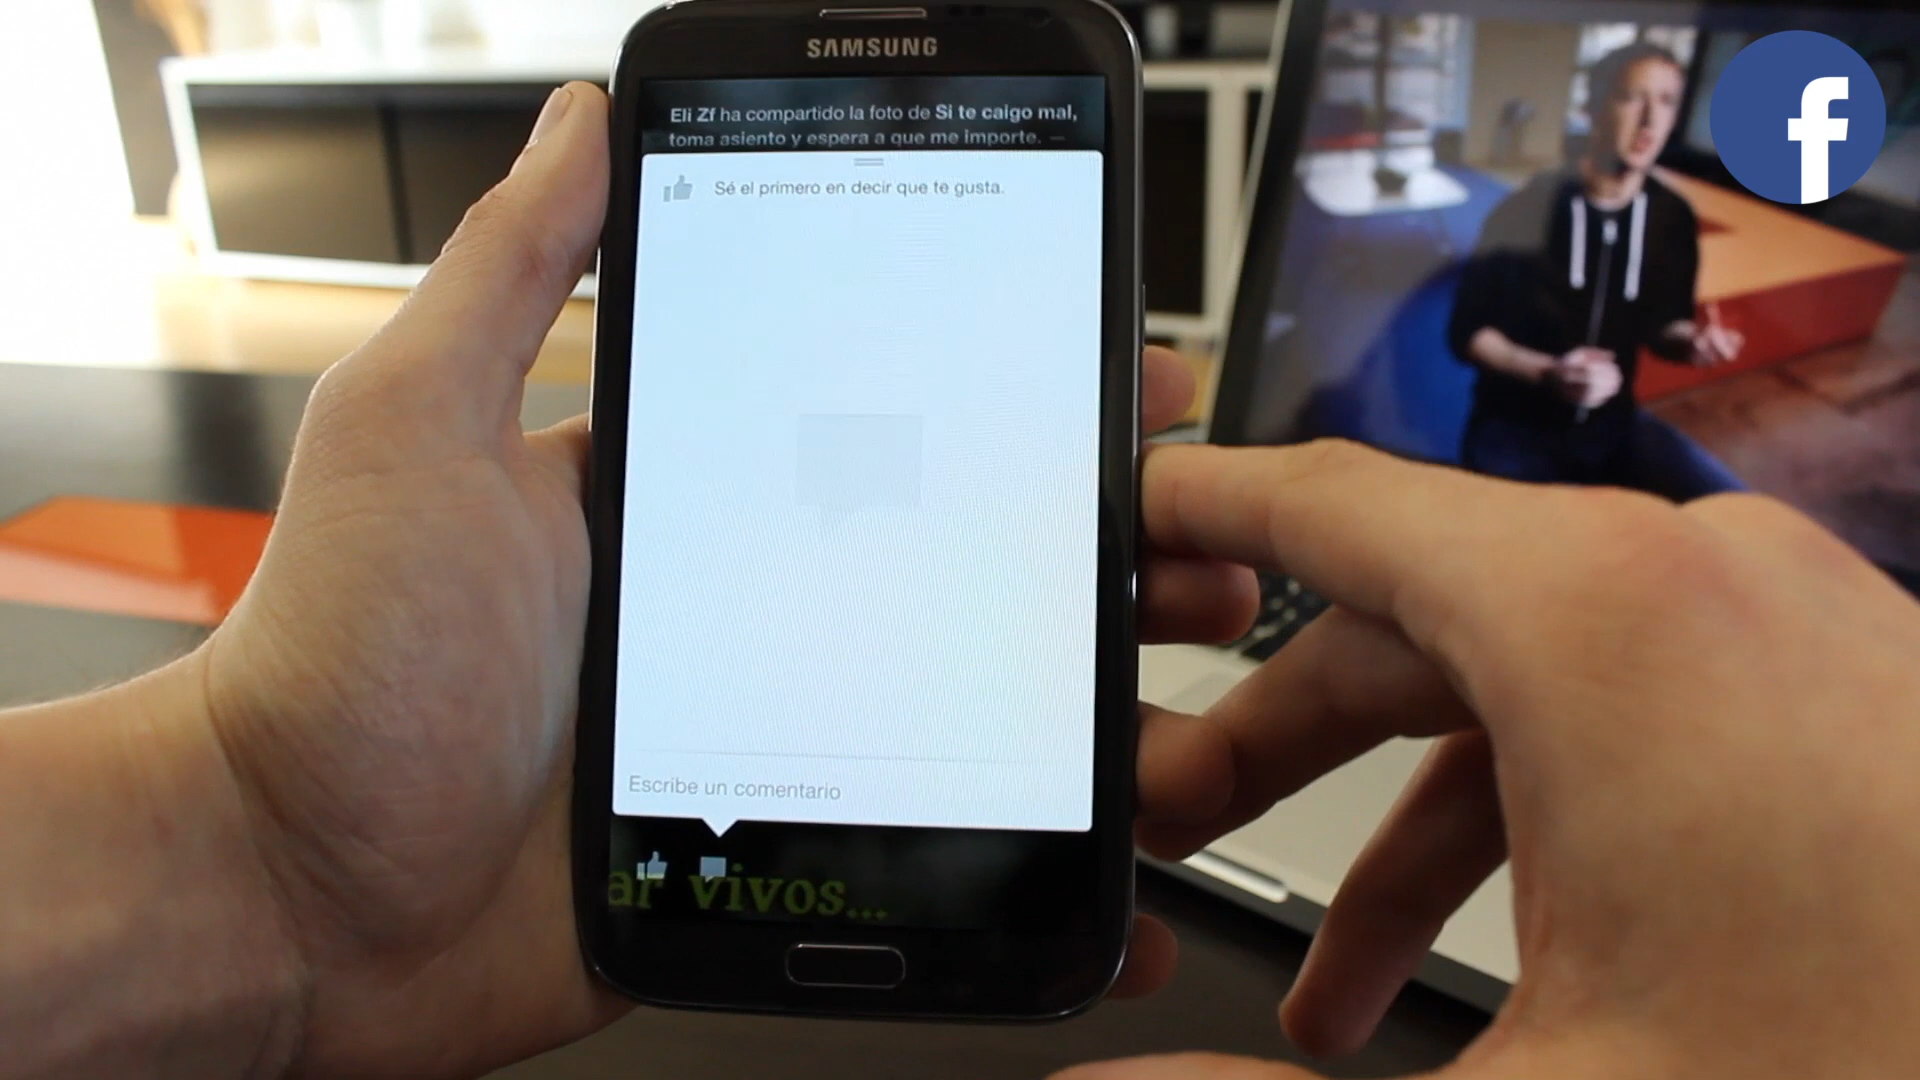 SAMSUNG
Eli Zf ha compartido la foto de Si te caigo mal,
toma asiento y espera a que me importe. —
Sé el primero en decir que te gusta.
Escribe un comentario
ar vivos...
f